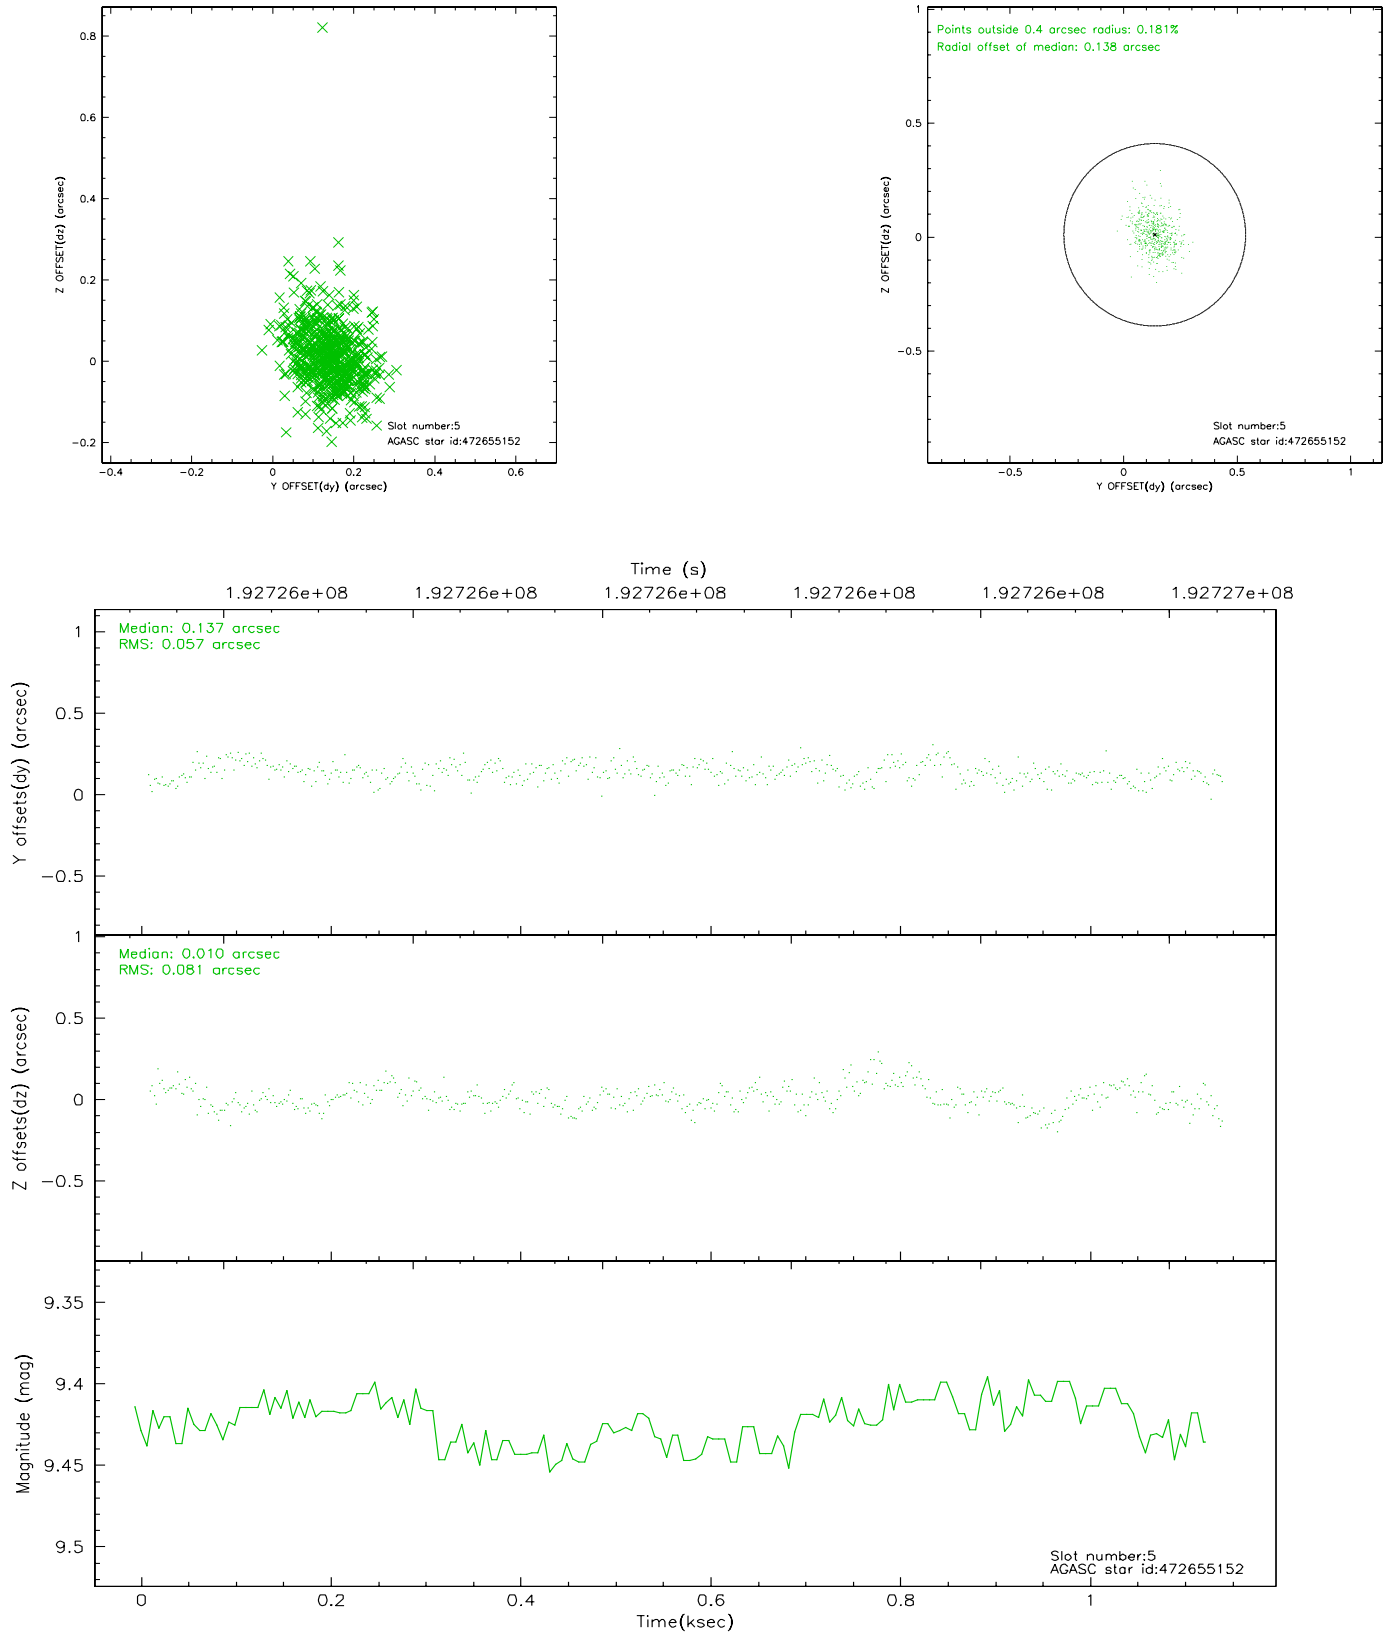 0.8
0.6
0.4
0.2
0
−0.2
−0.4
−0.2
0
0.2
0.4
0.6
Z OFFSET(dz) (arcsec)
Y OFFSET(dy) (arcsec)
Slot number:5
AGASC star id:472655152
Points outside 0.4 arcsec radius: 0.181%
Radial offset of median: 0.138 arcsec
1
0.5
0
−0.5
−0.5
0
0.5
1
Z OFFSET(dz) (arcsec)
Y OFFSET(dy) (arcsec)
Slot number:5
AGASC star id:472655152
Time (s)
1.92726e+08 1.92726e+08 1.92726e+08 1.92726e+08 1.92726e+08 1.92727e+08
Median: 0.137 arcsec
RMS: 0.057 arcsec
1
0.5
0
−0.5
Y offsets(dy) (arcsec)
Median: 0.010 arcsec
RMS: 0.081 arcsec
1
0.5
0
−0.5
Z offsets(dz) (arcsec)
9.35
9.4
9.45
9.5
Magnitude (mag)
Slot number:5
AGASC star id:472655152
0 0.2 0.4 0.6 0.8 1
Time(ksec)